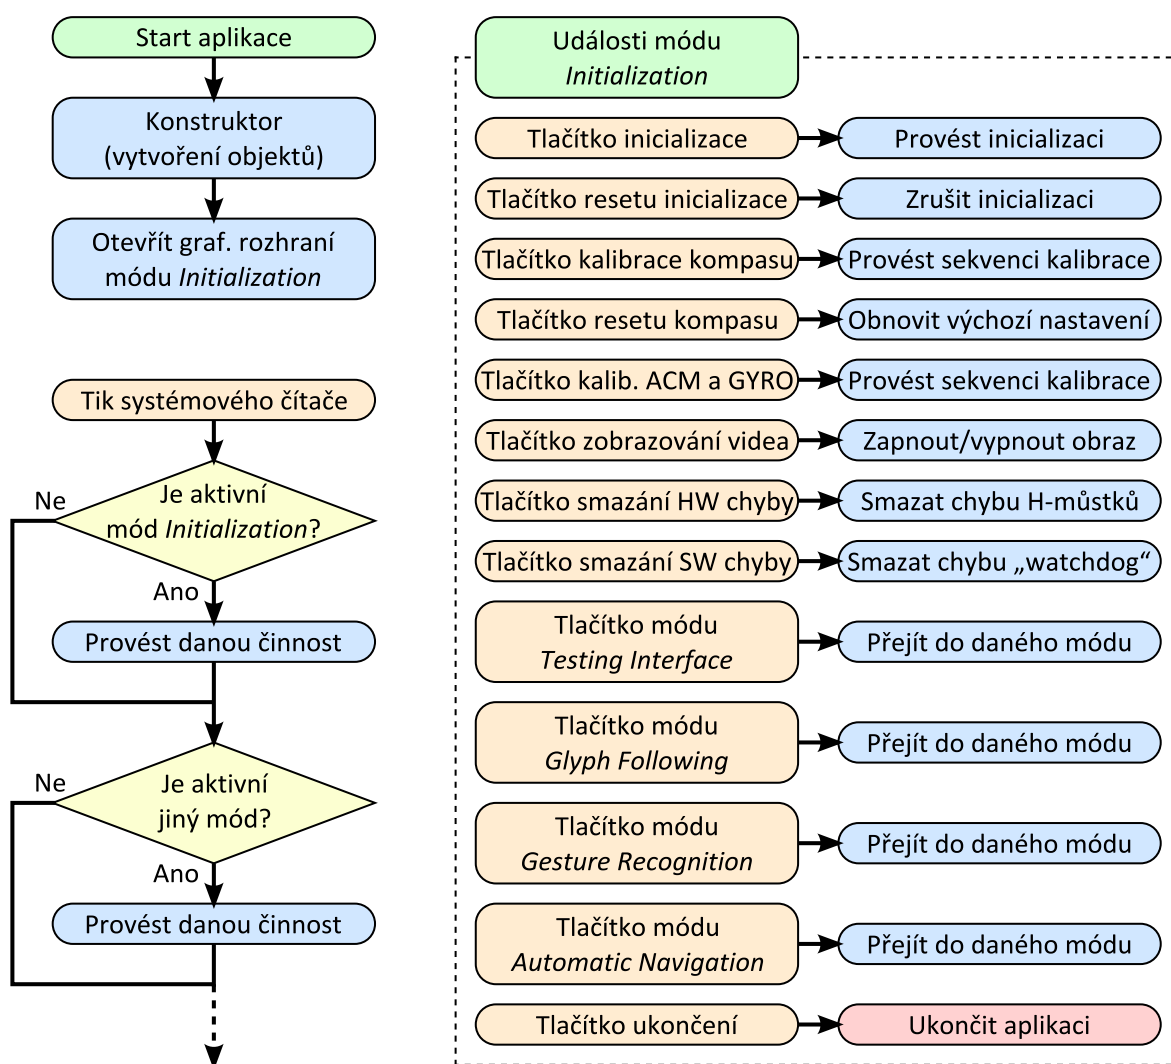 Start aplikace
Konstruktor
(vytvoření objektů)
Otevřít graf. rozhraní
módu Initialization
Tik systémového čítače
Je aktivní
mód Initialization?
Ne
Ano
Provést danou činnost
Je aktivní
jiný mód?
Ne
Ano
Provést danou činnost
Události módu
Initialization
Tlačítko inicializace
Provést inicializaci
Tlačítko resetu inicializace
Zrušit inicializaci
Tlačítko kalibrace kompasu
Provést sekvenci kalibrace
Tlačítko resetu kompasu
Obnovit výchozí nastavení
Tlačítko kalib. ACM a GYRO
Provést sekvenci kalibrace
Tlačítko zobrazování videa
Zapnout/vypnout obraz
Tlačítko smazání HW chyby
Smazat chybu H-můstků
Tlačítko smazání SW chyby
Smazat chybu „watchdog“
Tlačítko módu
Testing Interface
Přejít do daného módu
Tlačítko módu
Glyph Following
Přejít do daného módu
Tlačítko módu
Gesture Recognition
Přejít do daného módu
Tlačítko módu
Automatic Navigation
Přejít do daného módu
Tlačítko ukončení
Ukončit aplikaci